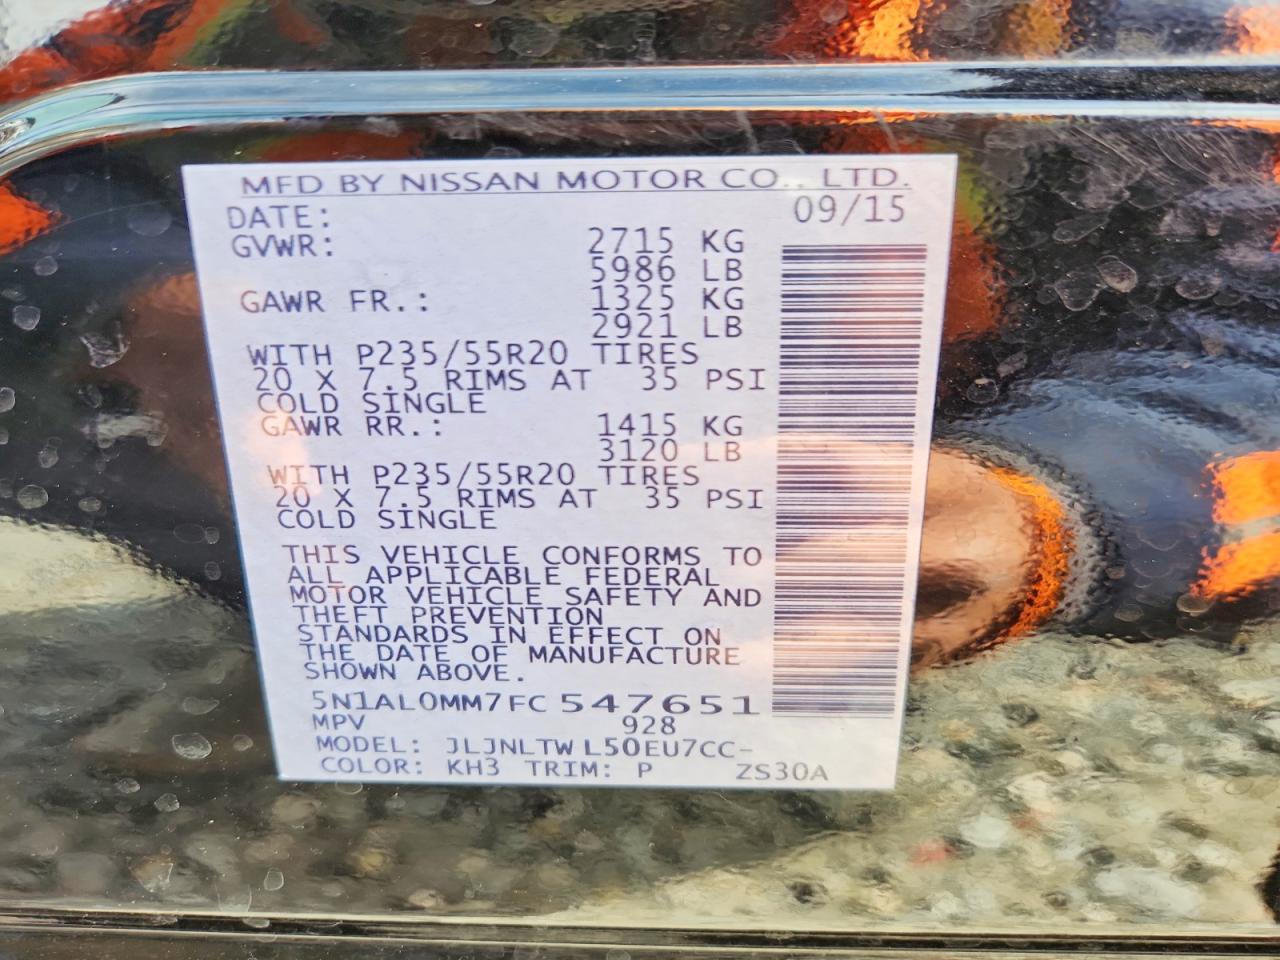 MFD BY NISSAN MOTOR CO., LTD.
DATE: 09/15
GVWR: 2715 KG
5986 LB
GAWR FR.: 1325 KG
2921 LB
WITH P235/55R20 TIRES
20 X 7.5 RIMS AT 35 PSI
COLD SINGLE
GAWR RR.: 1415 KG
3120 LB
WITH P235/55R20 TIRES
20 X 7.5 RIMS AT 35 PSI
COLD SINGLE
THIS VEHICLE CONFORMS TO
ALL APPLICABLE FEDERAL
MOTOR VEHICLE SAFETY AND
THEFT PREVENTION
STANDARDS IN EFFECT ON
THE DATE OF MANUFACTURE
SHOWN ABOVE.
5N1AL0MM7FC547651
MPV 928
MODEL: JLJNLTWL50EU7CC-
COLOR: KH3 TRIM: P ZS30A